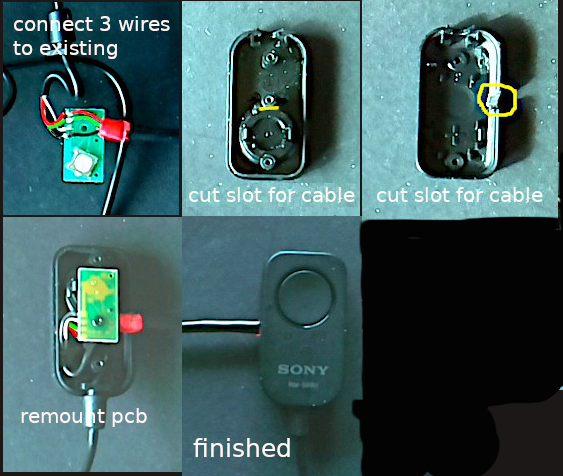 connect 3 wires
to existing
cut slot for cable
cut slot for cable
remount pcb
SONY
finished